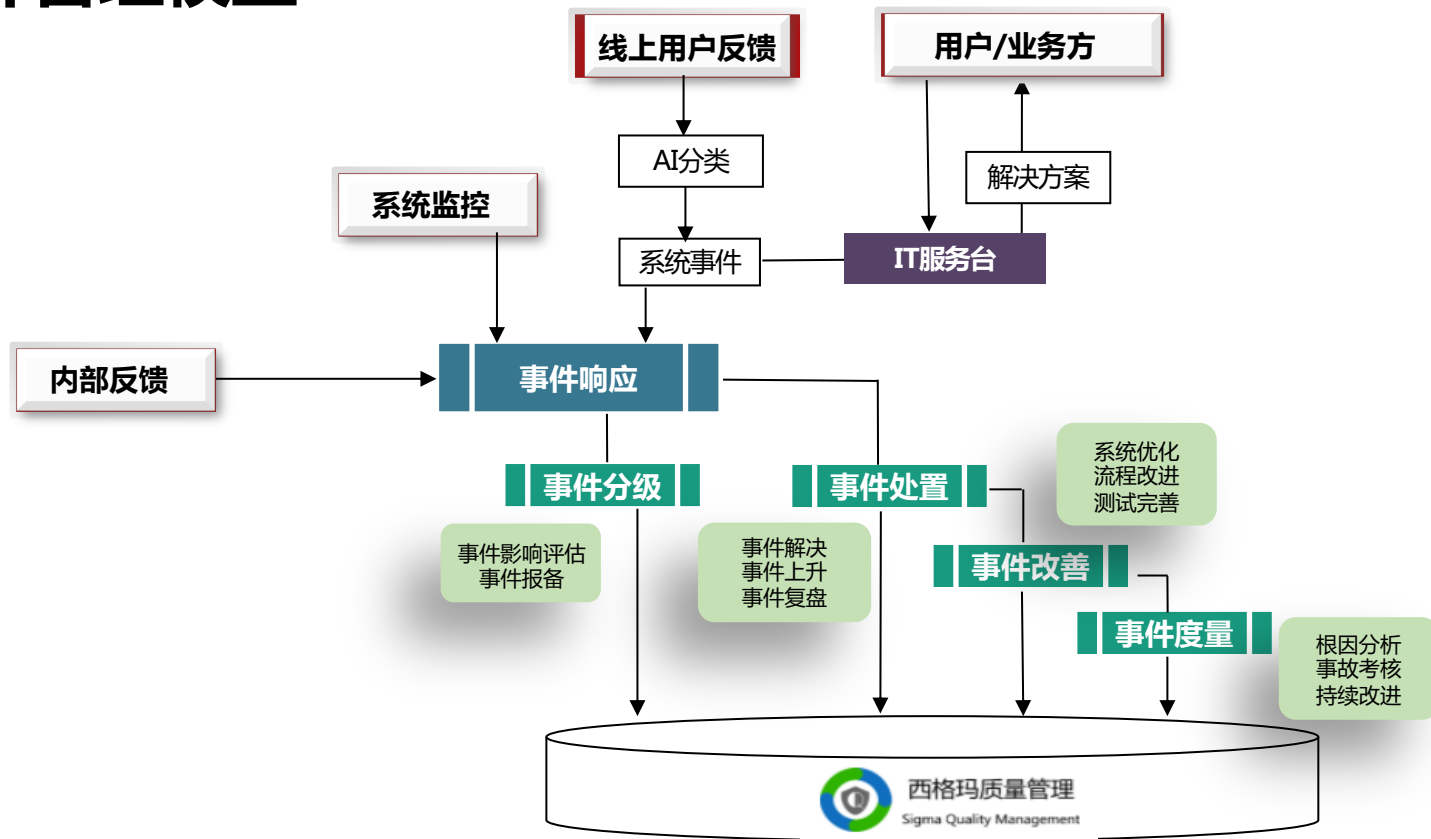 线上用户反馈
用户/业务方
AI分类
解决方案
系统监控
系统事件
IT服务台
内部反馈
事件响应
事件分级
事件处置
系统优化
流程改进
测试完善
事件影响评估
事件报备
事件解决
事件上升
事件复盘
事件改善
事件度量
根因分析
事故考核
持续改进
西格玛质量管理
Sigma Quality Management